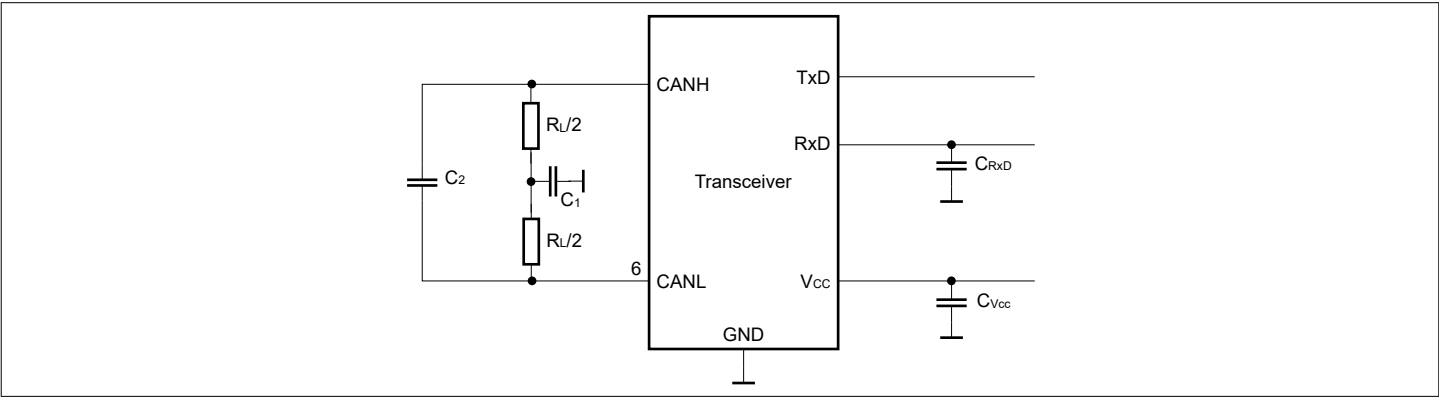 CANH
TxD
RL/2
RxD
CRxD
C2
Transceiver
C1
RL/2
6
CANL
VCC
CVcc
GND